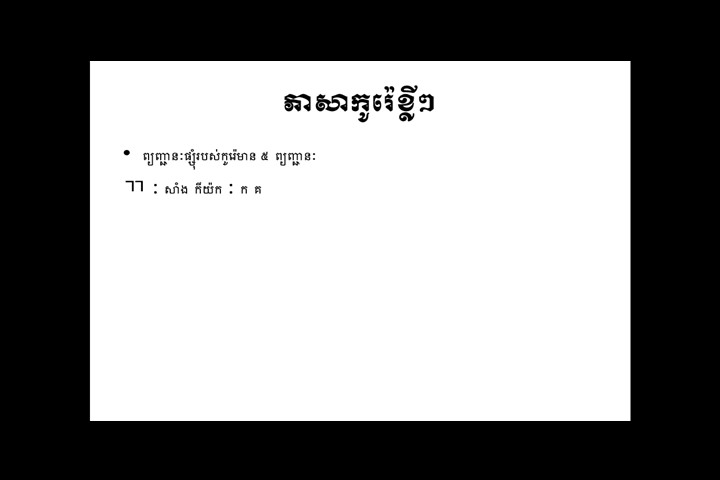 ភាសាកូរ៉េខ្លីៗ
• ព្យញ្ជានៈផ្សុំរបស់កូរ៉េមាន ៥ ព្យញ្ជានៈ
ㄲ : សាំង កីយ៉ក : ក គ